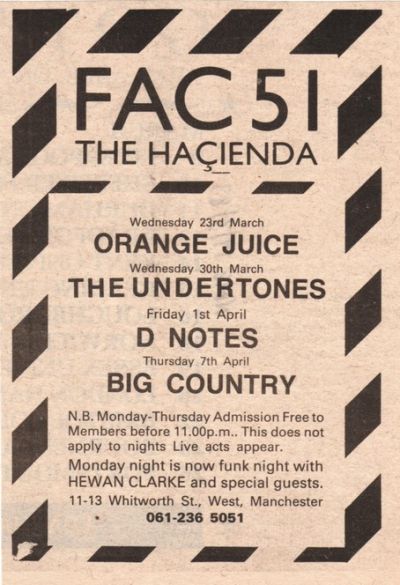 FAC 51
THE HAÇIENDA
Wednesday 23rd March
ORANGE JUICE
Wednesday 30th March
THE UNDERTONES
Friday 1st April
D NOTES
Thursday 7th April
BIG COUNTRY
N.B. Monday-Thursday Admission Free to
Members before 11.00p.m.. This does not
apply to nights Live acts appear.
Monday night is now funk night with
HEWAN CLARKE and special guests.
11-13 Whitworth St., West, Manchester
061-236 5051